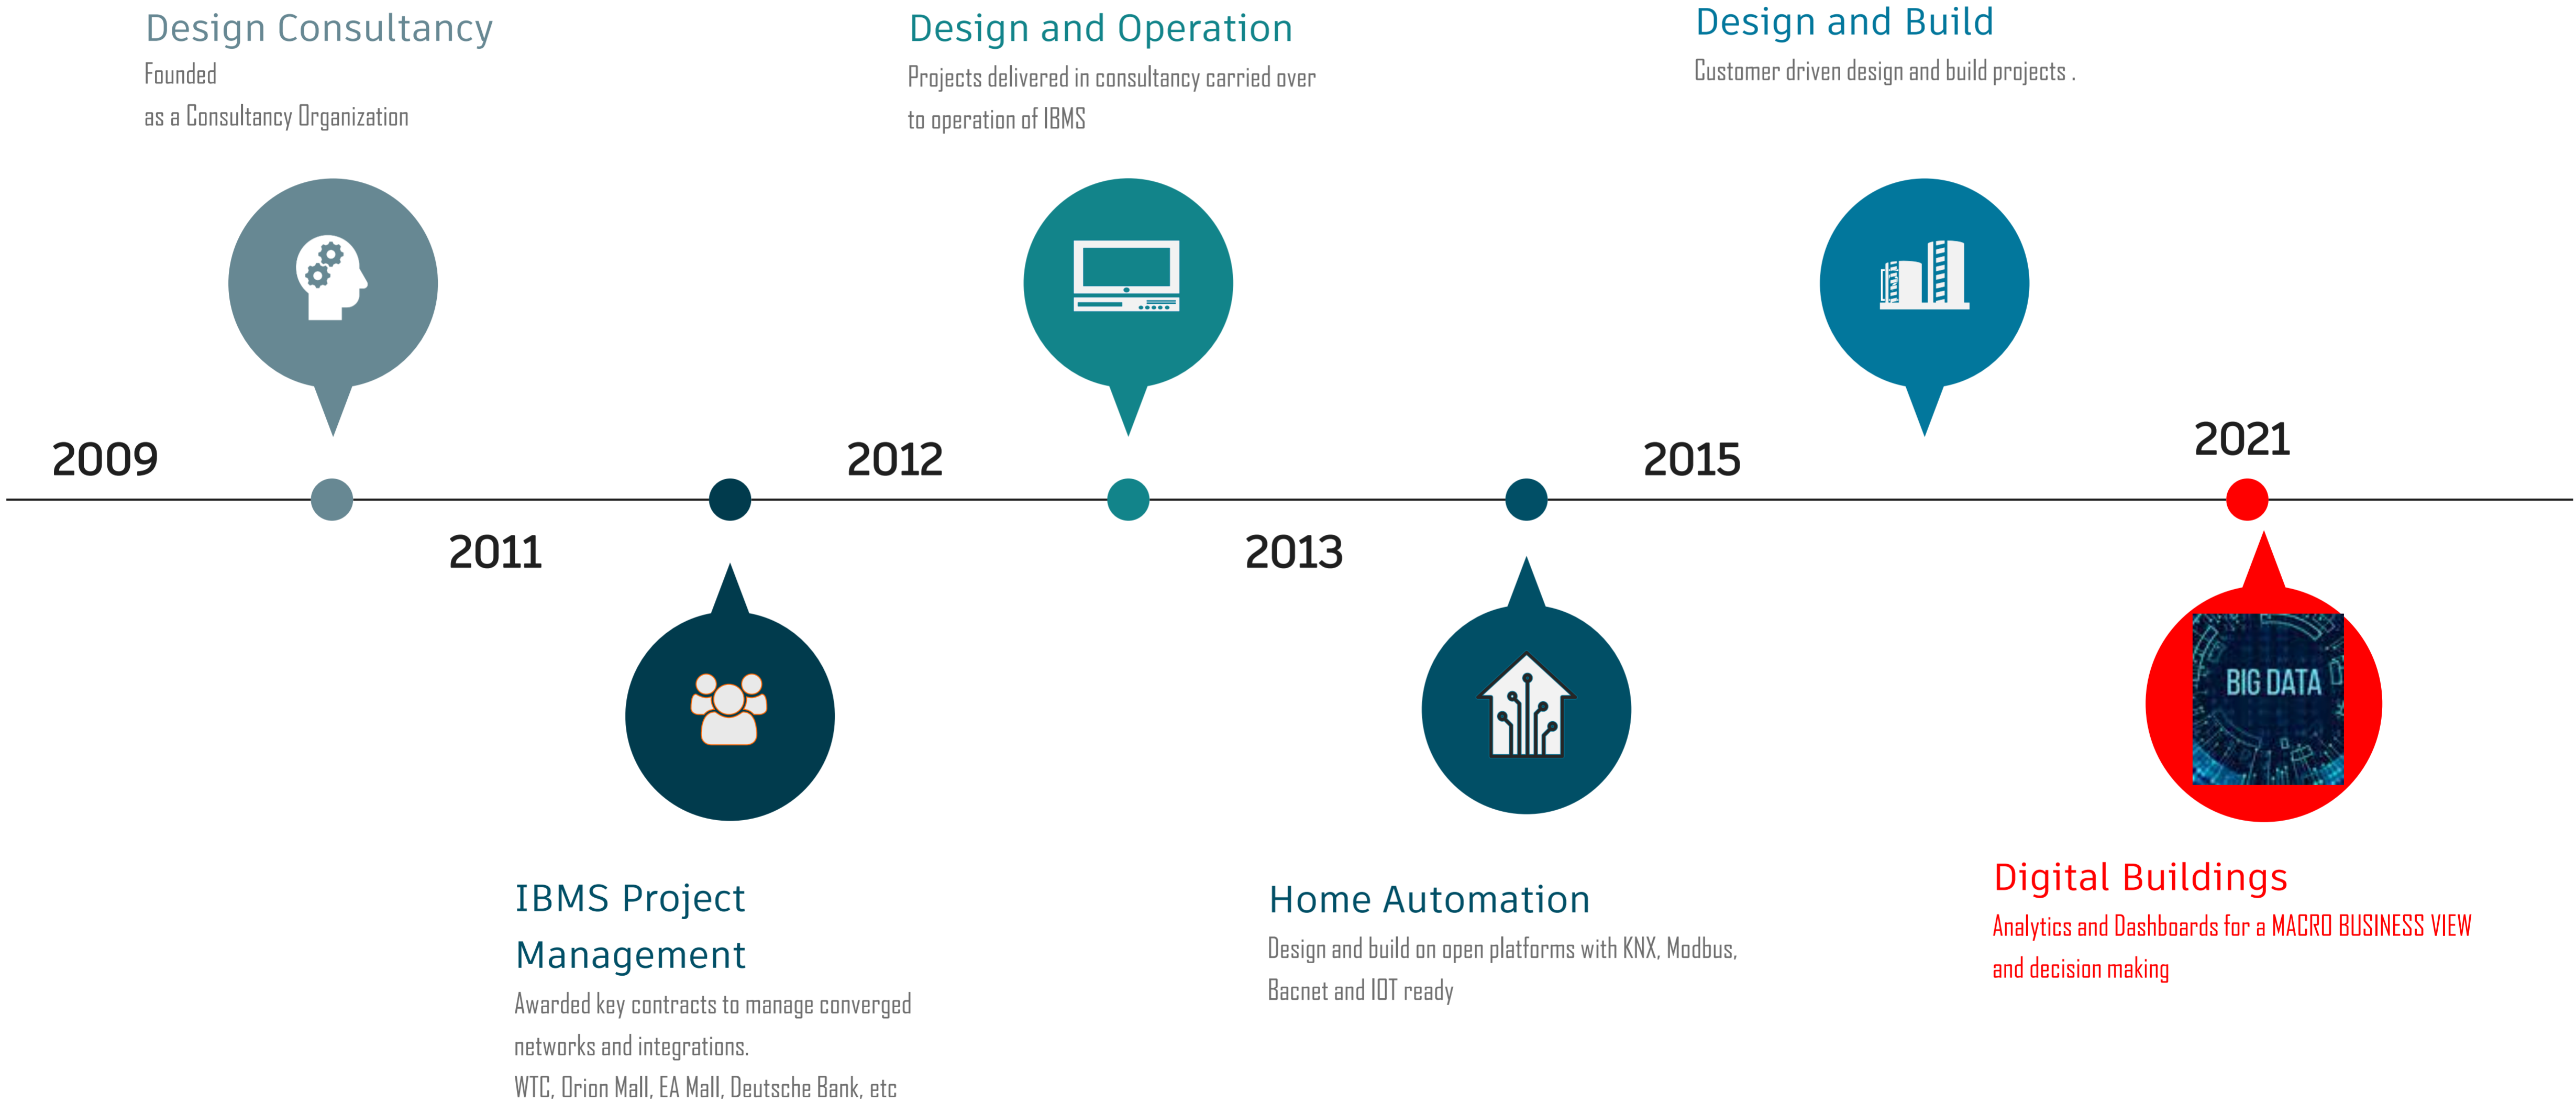 Design Consultancy
Founded
as a Consultancy Organization
Design and Operation
Projects delivered in consultancy carried over
to operation of IBMS
Design and Build
Customer driven design and build projects .
2009
2012
2015
2021
2011
2013
BIG DATA
IBMS Project
Management
Awarded key contracts to manage converged
networks and integrations.
WTC, Orion Mall, EA Mall, Deutsche Bank, etc
Home Automation
Design and build on open platforms with KNX, Modbus,
Bacnet and IOT ready
Digital Buildings
Analytics and Dashboards for a MACRO BUSINESS VIEW
and decision making